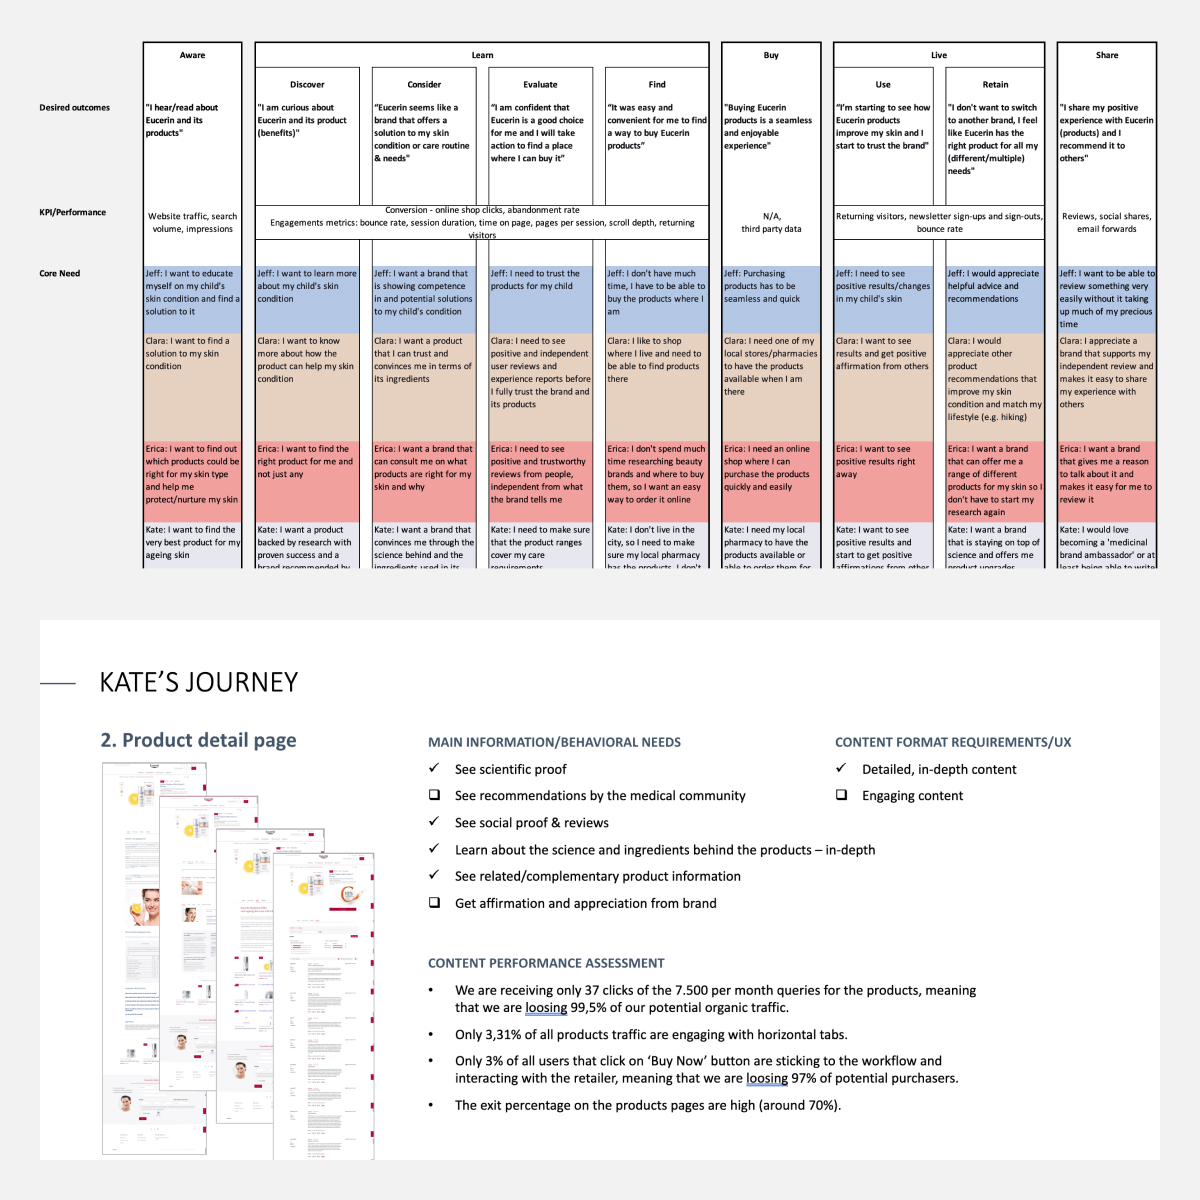 Aware
Learn
Buy
Live
Share
Discover
Consider
Evaluate
Find
Use
Retain
Desired outcomes
"I hear/read about
Eucerin and its
products"
"I am curious about
Eucerin and its product
(benefits)"
“Eucerin seems like a
brand that offers a
solution to my skin
condition or care routine
& needs"
“I am confident that
Eucerin is a good choice
for me and I will take
action to find a place
where I can buy it”
“It was easy and
convenient for me to find
a way to buy Eucerin
products”
"Buying Eucerin
products is a seamless
and enjoyable
experience"
“I’m starting to see how
Eucerin products
improve my skin and I
start to trust the brand"
"I don't want to switch
to another brand, I feel
like Eucerin has the
right product for all my
(different/multiple)
needs"
"I share my positive
experience with Eucerin
(products) and I
recommend it to
others"
KPI/Performance
Website traffic, search
volume, impressions
Conversion - online shop clicks, abandonment rate
Engagements metrics: bounce rate, session duration, time on page, pages per session, scroll depth, returning
visitors
N/A,
third party data
Returning visitors, newsletter sign-ups and sign-outs,
bounce rate
Reviews, social shares,
email forwards
Core Need
Jeff: I want to educate
myself on my child's
skin condition and find a
solution to it
Jeff: I want to learn more
about my child's skin
condition
Jeff: I want a brand that
is showing competence
in and potential solutions
to my child's condition
Jeff: I need to trust the
products for my child
Jeff: I don't have much
time, I have to be able to
buy the products where I
am
Jeff: Purchasing
products has to be
seamless and quick
Jeff: I need to see
positive results/changes
in my child's skin
Jeff: I would appreciate
helpful advice and
recommendations
Jeff: I want to be able to
review something very
easily without it taking
up much of my precious
time
Clara: I want to find a
solution to my skin
condition
Clara: I want to know
more about how the
product can help my skin
condition
Clara: I want a product
that I can trust and
convinces me in terms of
its ingredients
Clara: I need to see
positive and independent
user reviews and
experience reports before
I fully trust the brand and
its products
Clara: I like to shop
where I live and need to
be able to find products
there
Clara: I need one of my
local stores/pharmacies
to have the products
available when I am
there
Clara: I want to see
results and get positive
affirmation from others
Clara: I would
appreciate other
product
recommendations that
improve my skin
condition and match my
lifestyle (e.g. hiking)
Clara: I appreciate a
brand that supports my
independent review and
makes it easy to share
my experience with
others
Erica: I want to find out
which products could be
right for my skin type
and help me
protect/nurture my skin
Erica: I want to find the
right product for me and
not just any
Erica: I want a brand that
can consult me on what
products are right for my
skin and why
Erica: I need to see
positive and trustworthy
reviews from people,
independent from what
the brand tells me
Erica: I don't spend much
time researching beauty
brands and where to buy
them, so I want an easy
way to order it online
Erica: I need an online
shop where I can
purchase the products
quickly and easily
Erica: I want to see
positive results right
away
Erica: I want a brand
that can offer me a
range of different
products for my skin so I
don't have to start my
research again
Erica: I want a brand
that gives me a reason
to talk about it and
makes it easy for me to
review it
Kate: I want to find the
very best product for my
ageing skin
Kate: I want a product
backed by research with
proven success and a
brand recommended by
Kate: I want a brand that
convinces me through the
science behind and the
ingredients used in its
Kate: I need to make sure
that the product ranges
cover my care
requirements
Kate: I don't live in the
city, so I need to make
sure my local pharmacy
has the products, I don't
Kate: I need my local
pharmacy to have the
products available or
able to order them for
Kate: I want to see
positive results and
start to get positive
affirmations from other
Kate: I want a brand
that is staying on top of
science and offers me
product upgrades
Kate: I would love
becoming a 'medicinal
brand ambassador' or at
least being able to write
KATE’S JOURNEY
2. Product detail page
MAIN INFORMATION/BEHAVIORAL NEEDS
✓ See scientific proof
❑ See recommendations by the medical community
✓ See social proof & reviews
✓ Learn about the science and ingredients behind the products – in-depth
✓ See related/complementary product information
❑ Get affirmation and appreciation from brand
CONTENT FORMAT REQUIREMENTS/UX
✓ Detailed, in-depth content
❑ Engaging content
CONTENT PERFORMANCE ASSESSMENT
• We are receiving only 37 clicks of the 7.500 per month queries for the products, meaning
that we are loosing 99,5% of our potential organic traffic.
• Only 3,31% of all products traffic are engaging with horizontal tabs.
• Only 3% of all users that click on ‘Buy Now’ button are sticking to the workflow and
interacting with the retailer, meaning that we are loosing 97% of potential purchasers.
• The exit percentage on the products pages are high (around 70%).